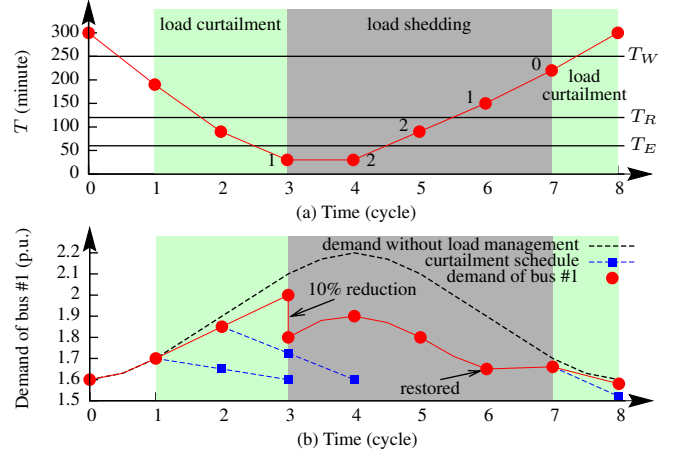 load curtailment
load shedding
300
250
200
150
100
50
0
T (minute)
T_W
T_R
T_E
load
curtailment
1
2
2
1
0
0 1 2 3 4 5 6 7 8
(a) Time (cycle)
2.2
2.1
2
1.9
1.8
1.7
1.6
1.5
Demand of bus #1 (p.u.)
demand without load management
curtailment schedule
demand of bus #1
10% reduction
restored
0 1 2 3 4 5 6 7 8
(b) Time (cycle)